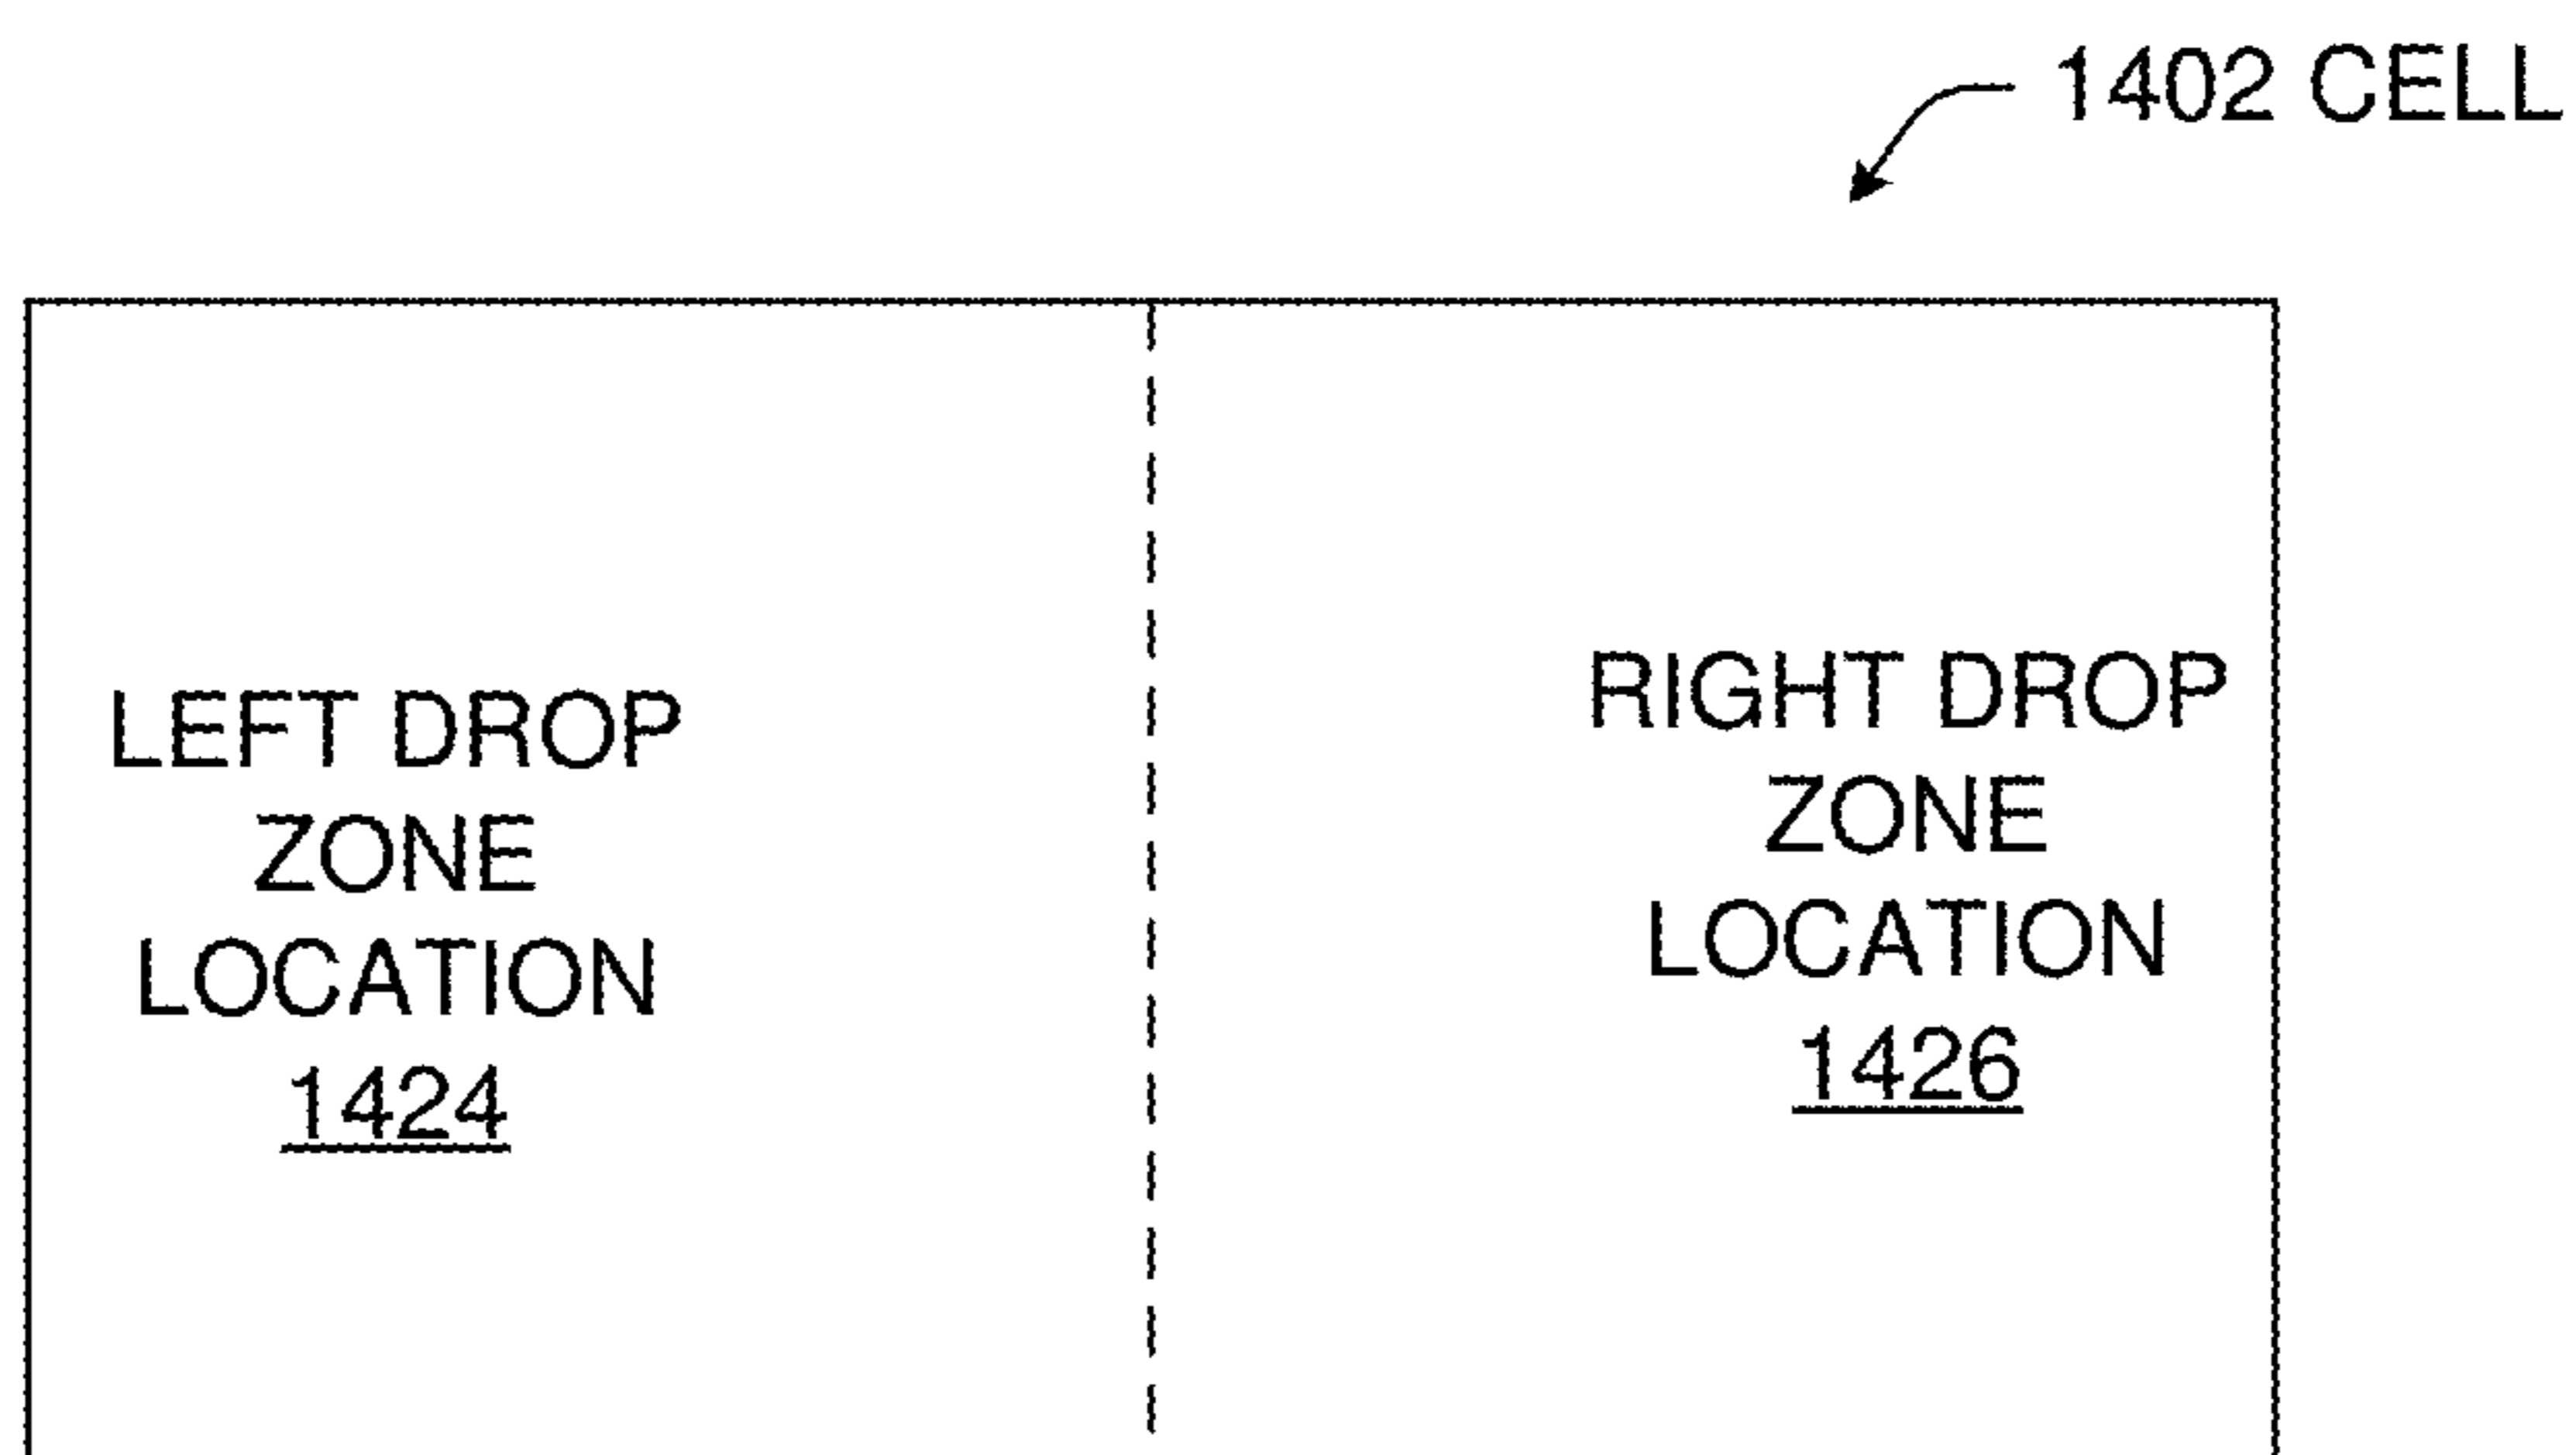 1402 CELL
LEFT DROP
ZONE
LOCATION
1424
RIGHT DROP
ZONE
LOCATION
1426